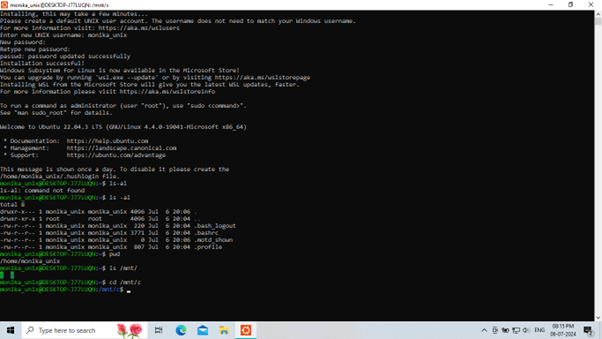 monika_unix@DESKTOP-J77LUQN: /mnt/c
Installing, this may take a few minutes...
Please create a default UNIX user account. The username does not need to match your Windows username.
For more information visit: https://aka.ms/wslusers
Enter new UNIX username: monika_unix
New password:
Retype new password:
passwd: password updated successfully
Installation successful!
Windows Subsystem for Linux is now available in the Microsoft Store!
You can upgrade by running 'wsl.exe --update' or by visiting https://aka.ms/wslstorepage
Installing WSL from the Microsoft Store will give you the latest WSL updates, faster.
For more information please visit https://aka.ms/wslstoreinfo
To run a command as administrator (user "root"), use "sudo <command>".
See "man sudo_root" for details.
Welcome to Ubuntu 22.04.3 LTS (GNU/Linux 4.4.0-19041-Microsoft x86_64)
* Documentation: https://help.ubuntu.com
* Management: https://landscape.canonical.com
* Support: https://ubuntu.com/advantage
This message is shown once a day. To disable it please create the
/home/monika_unix/.hushlogin file.
monika_unix@DESKTOP-J77LUQN:~$ ls-al
ls-al: command not found
monika_unix@DESKTOP-J77LUQN:~$ ls -al
total 8
drwxr-x--- 1 monika_unix monika_unix 4096 Jul 6 20:06 .
drwxr-xr-x 1 root root 4096 Jul 6 20:04 ..
-rw-r--r-- 1 monika_unix monika_unix 220 Jul 6 20:04 .bash_logout
-rw-r--r-- 1 monika_unix monika_unix 3771 Jul 6 20:04 .bashrc
-rw-r--r-- 1 monika_unix monika_unix 0 Jul 6 20:06 .motd_shown
-rw-r--r-- 1 monika_unix monika_unix 807 Jul 6 20:04 .profile
monika_unix@DESKTOP-J77LUQN:~$ pwd
/home/monika_unix
monika_unix@DESKTOP-J77LUQN:~$ ls /mnt/
monika_unix@DESKTOP-J77LUQN:~$ cd /mnt/c
monika_unix@DESKTOP-J77LUQN:/mnt/c$
Type here to search
ENG
08:15 PM
06-07-2024